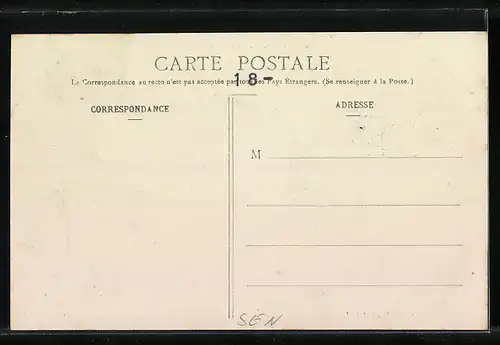 CARTE POSTALE
18-
La Correspondance au recto n'est pas acceptée par tous les Pays Étrangers. (Se renseigner à la Poste.)
CORRESPONDANCE
ADRESSE
M
SEN